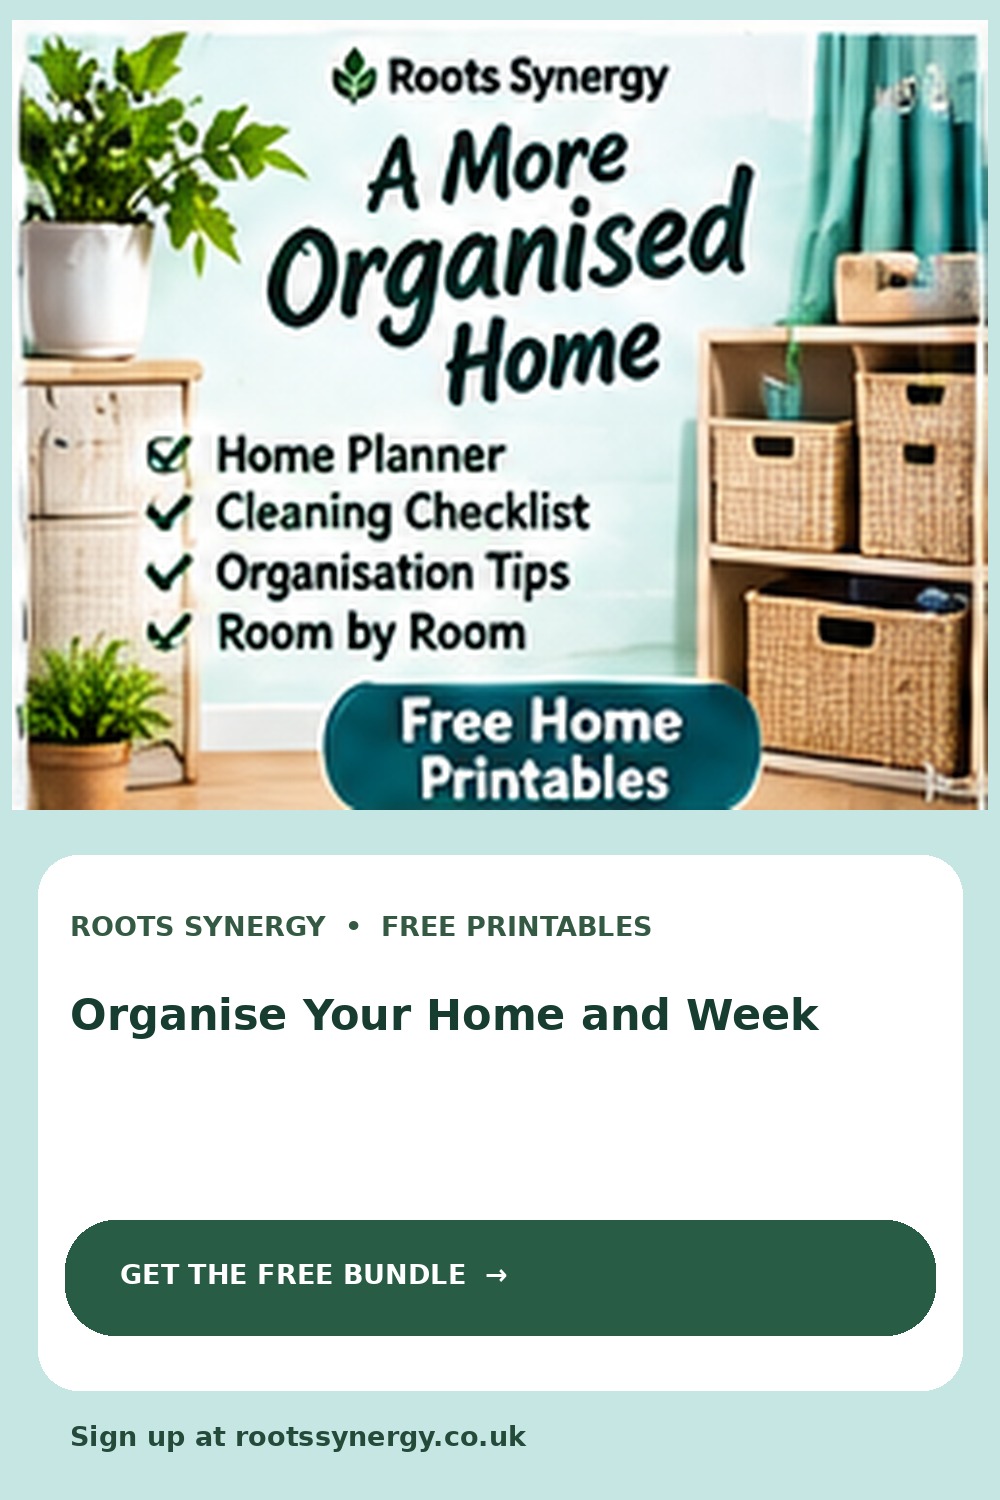 Roots Synergy
A More
Organised
Home
Home Planner
Cleaning Checklist
Organisation Tips
Room by Room
Free Home
Printables
ROOTS SYNERGY • FREE PRINTABLES
Organise Your Home and Week
GET THE FREE BUNDLE →
Sign up at rootssynergy.co.uk